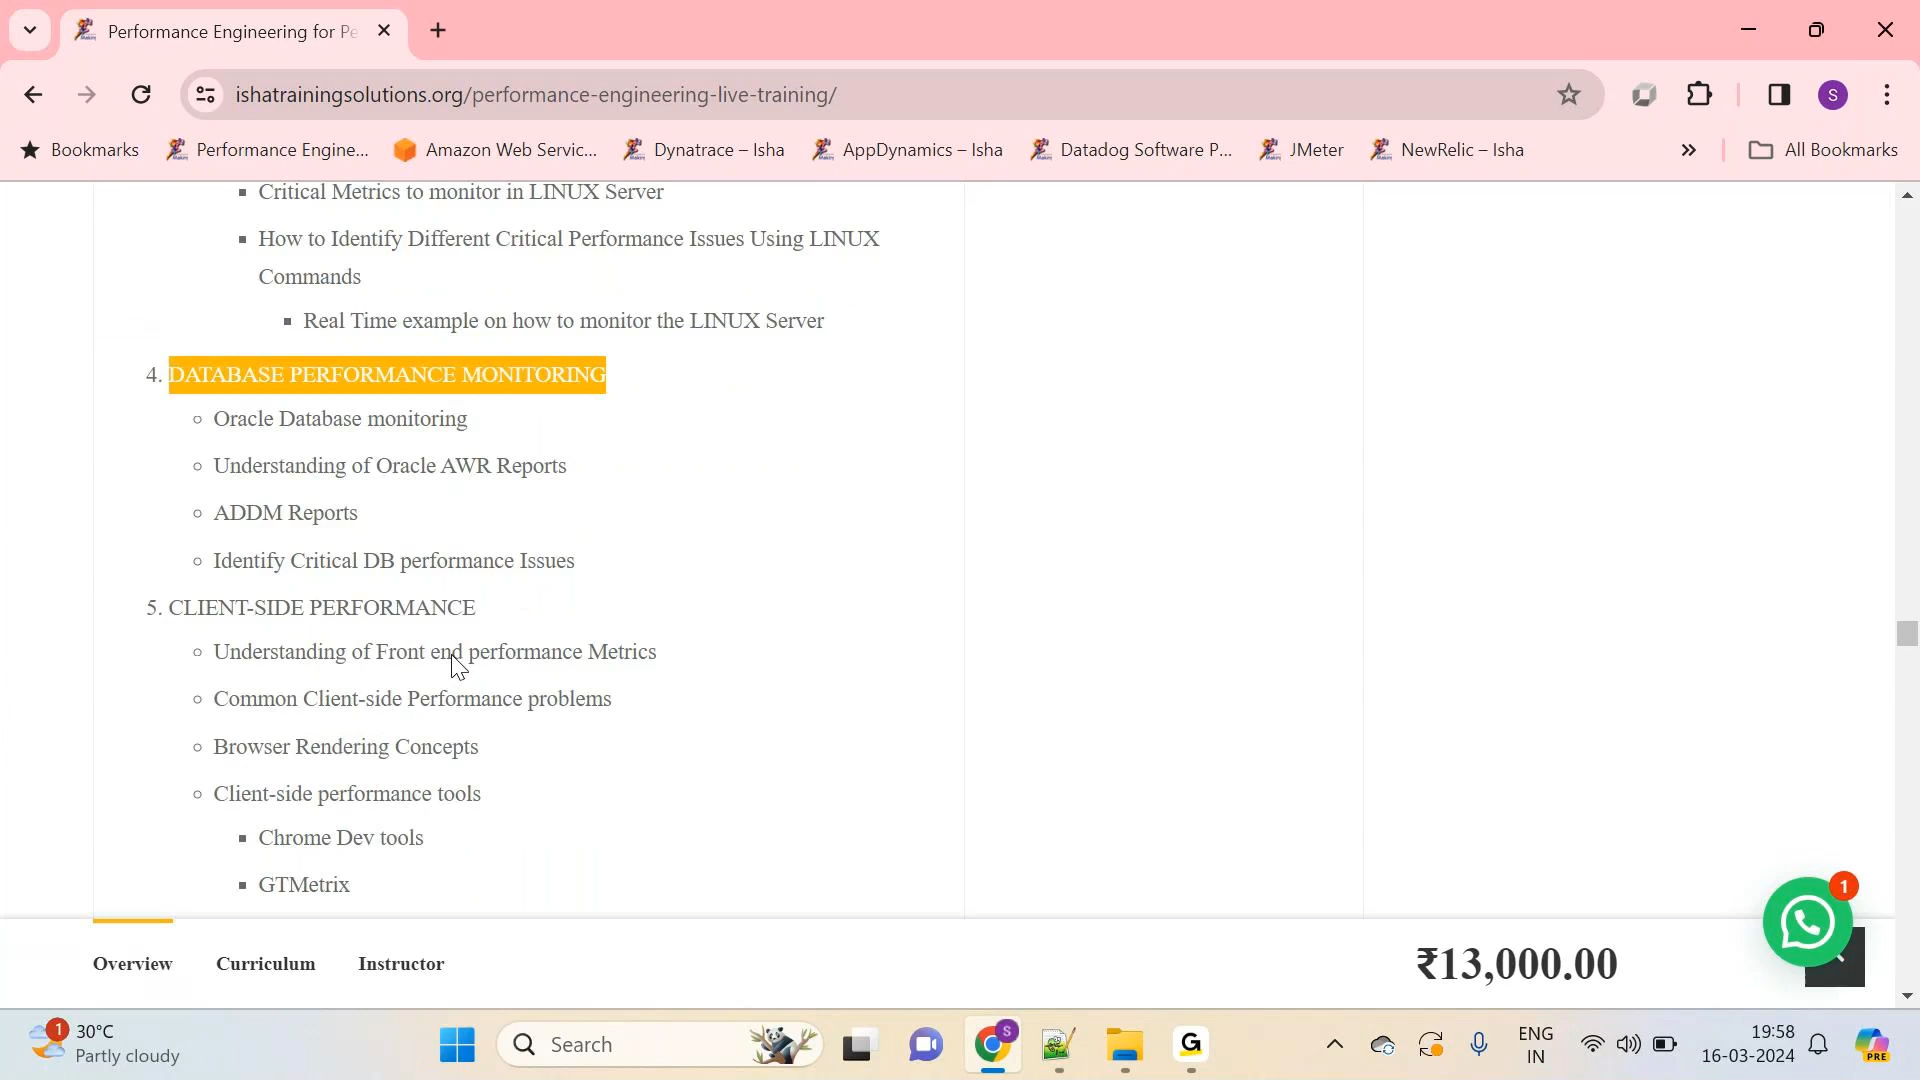 Performance Engineering for Pe
ishatrainingsolutions.org/performance-engineering-live-training/
S
Bookmarks
Performance Engine...
Amazon Web Servic...
Dynatrace – Isha
AppDynamics – Isha
Datadog Software P...
JMeter
NewRelic – Isha
»
All Bookmarks
▪ Critical Metrics to monitor in LINUX Server
▪ How to Identify Different Critical Performance Issues Using LINUX
Commands
▪ Real Time example on how to monitor the LINUX Server
4. DATABASE PERFORMANCE MONITORING
○ Oracle Database monitoring
○ Understanding of Oracle AWR Reports
○ ADDM Reports
○ Identify Critical DB performance Issues
5. CLIENT-SIDE PERFORMANCE
○ Understanding of Front end performance Metrics
○ Common Client-side Performance problems
○ Browser Rendering Concepts
○ Client-side performance tools
▪ Chrome Dev tools
▪ GTMetrix
1
Overview
Curriculum
Instructor
₹13,000.00
1
30°C
Partly cloudy
Search
S
G
ENG
IN
19:58
16-03-2024
PRE